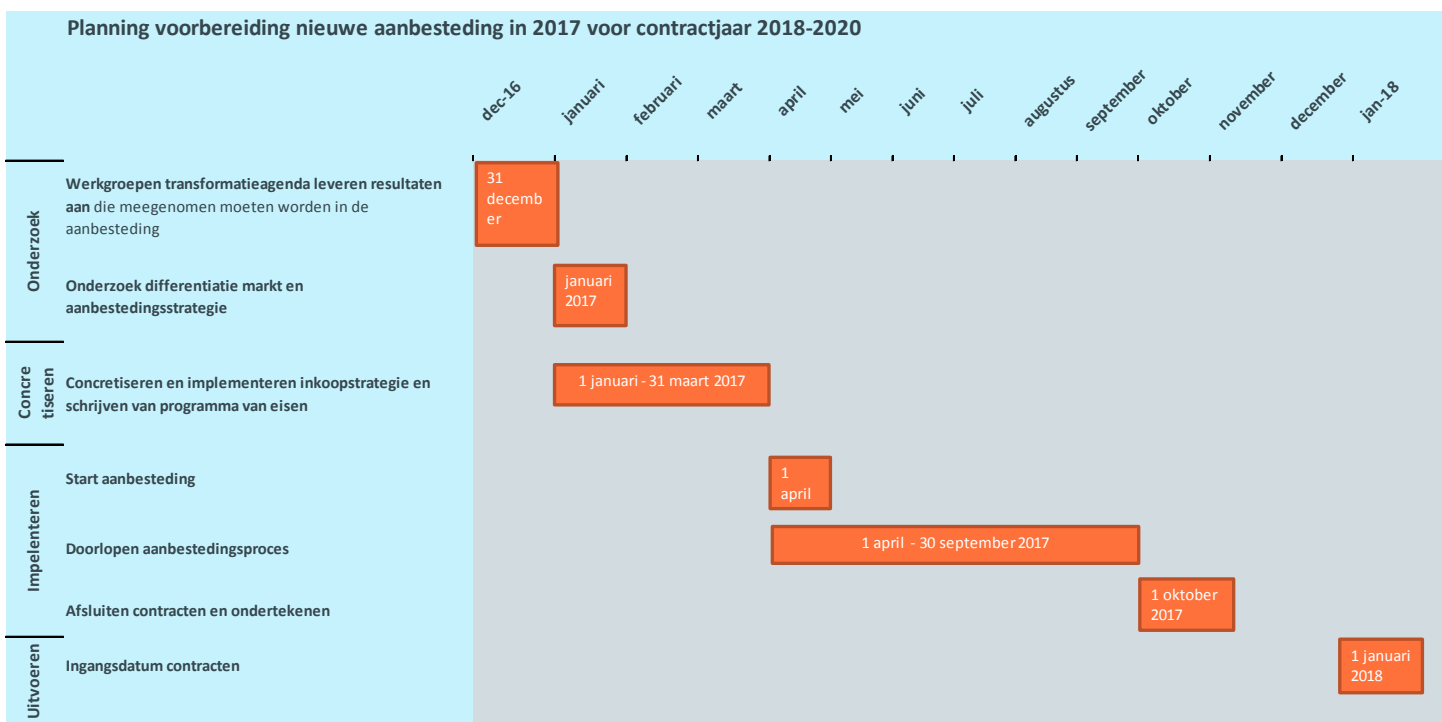 Planning voorbereiding nieuwe aanbesteding in 2017 voor contractjaar 2018-2020
dec-16
januari
februari
maart
april
mei
juni
juli
augustus
september
oktober
november
december
jan-18
Onderzoek
Werkgroepen transformatieagenda leveren resultaten
aan die meegenomen moeten worden in de
aanbesteding
31
decemb
er
Onderzoek differentiatie markt en
aanbestedingsstrategie
januari
2017
Concre
tiseren
Concretiseren en implementeren inkoopstrategie en
schrijven van programma van eisen
1 januari - 31 maart 2017
Impelenteren
Start aanbesteding
1
april
Doorlopen aanbestedingsproces
1 april - 30 september 2017
Afsluiten contracten en ondertekenen
1 oktober
2017
Uitvoeren
Ingangsdatum contracten
1 januari
2018